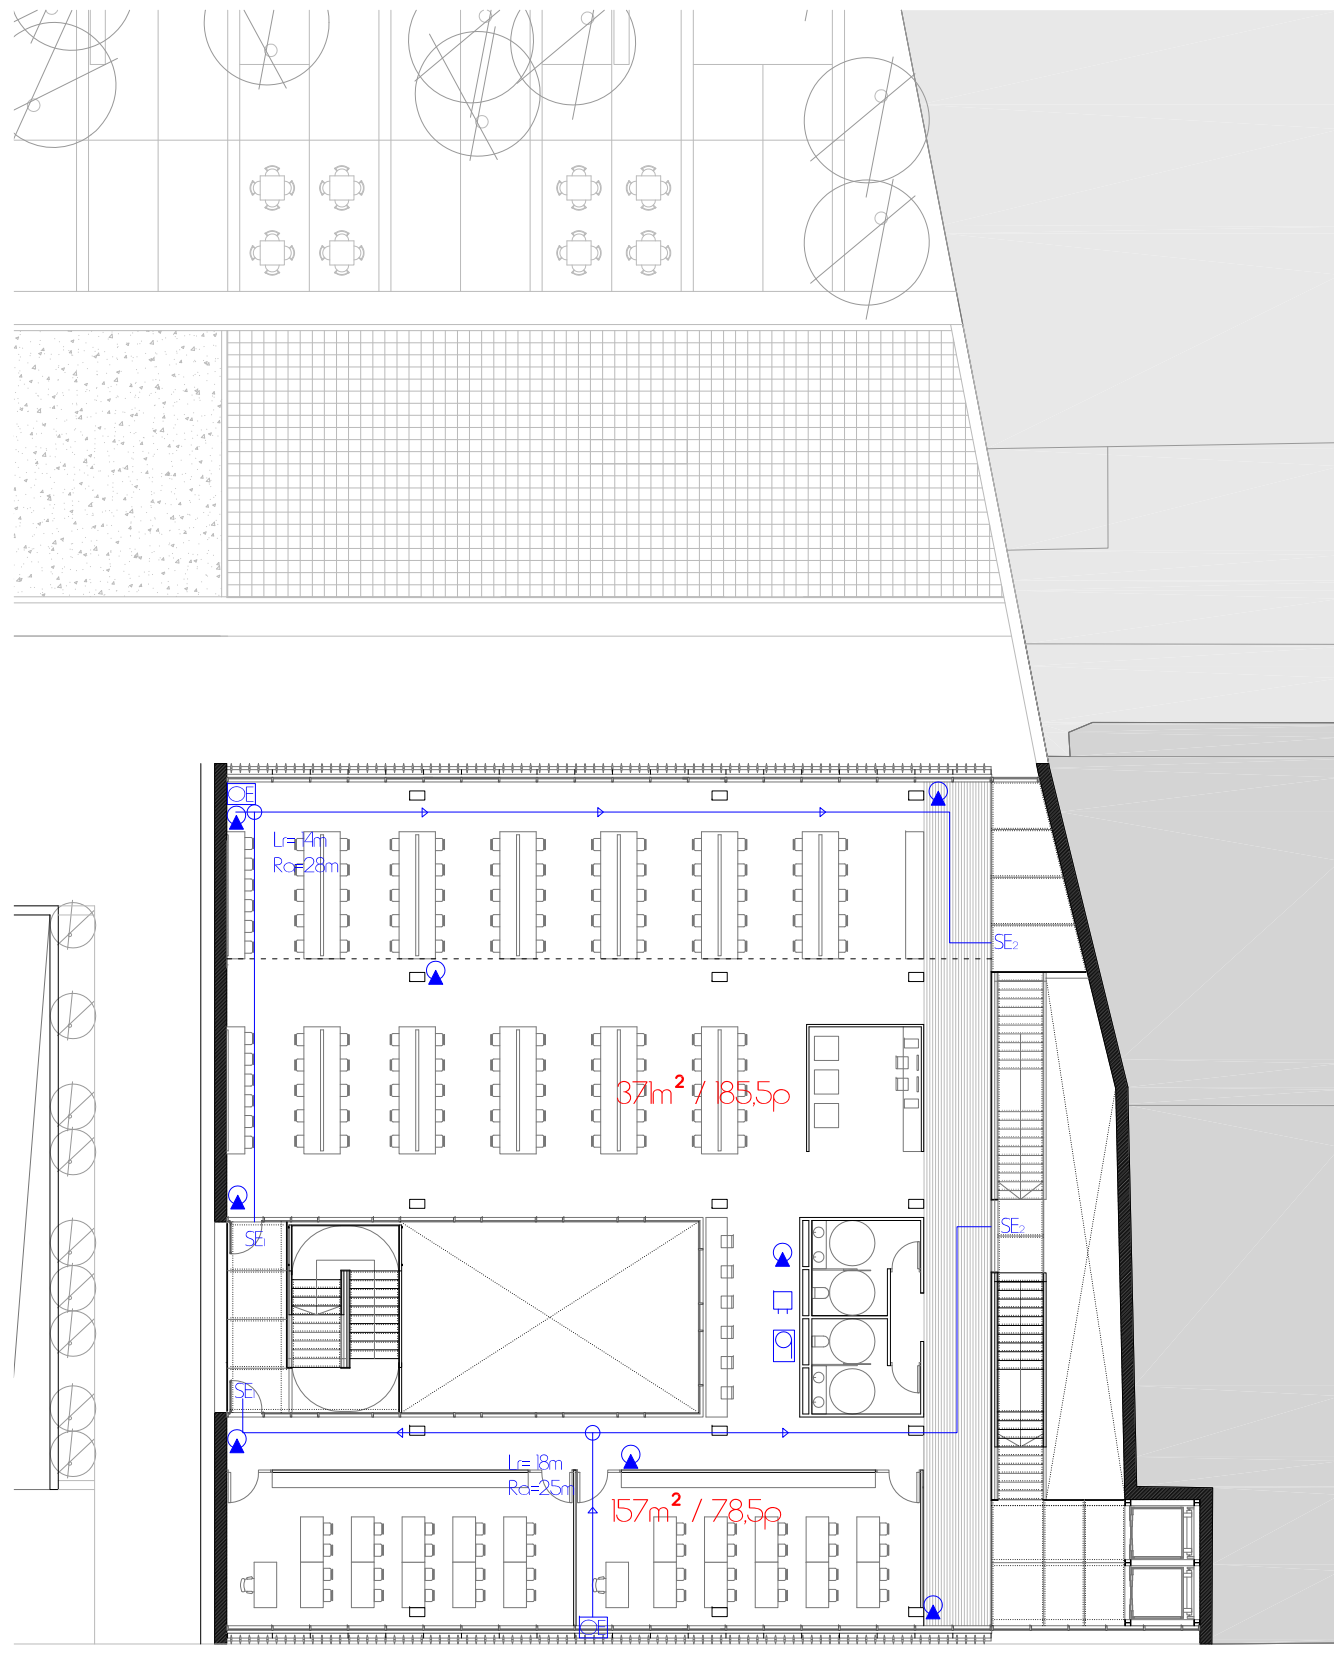 OE
Lr=14m
Ra=28m
SE₂
371m² / 185,5p
SE₂
SE₁
SE₁
Lr= 18m
Ra=25m
157m² / 78,5p
OE